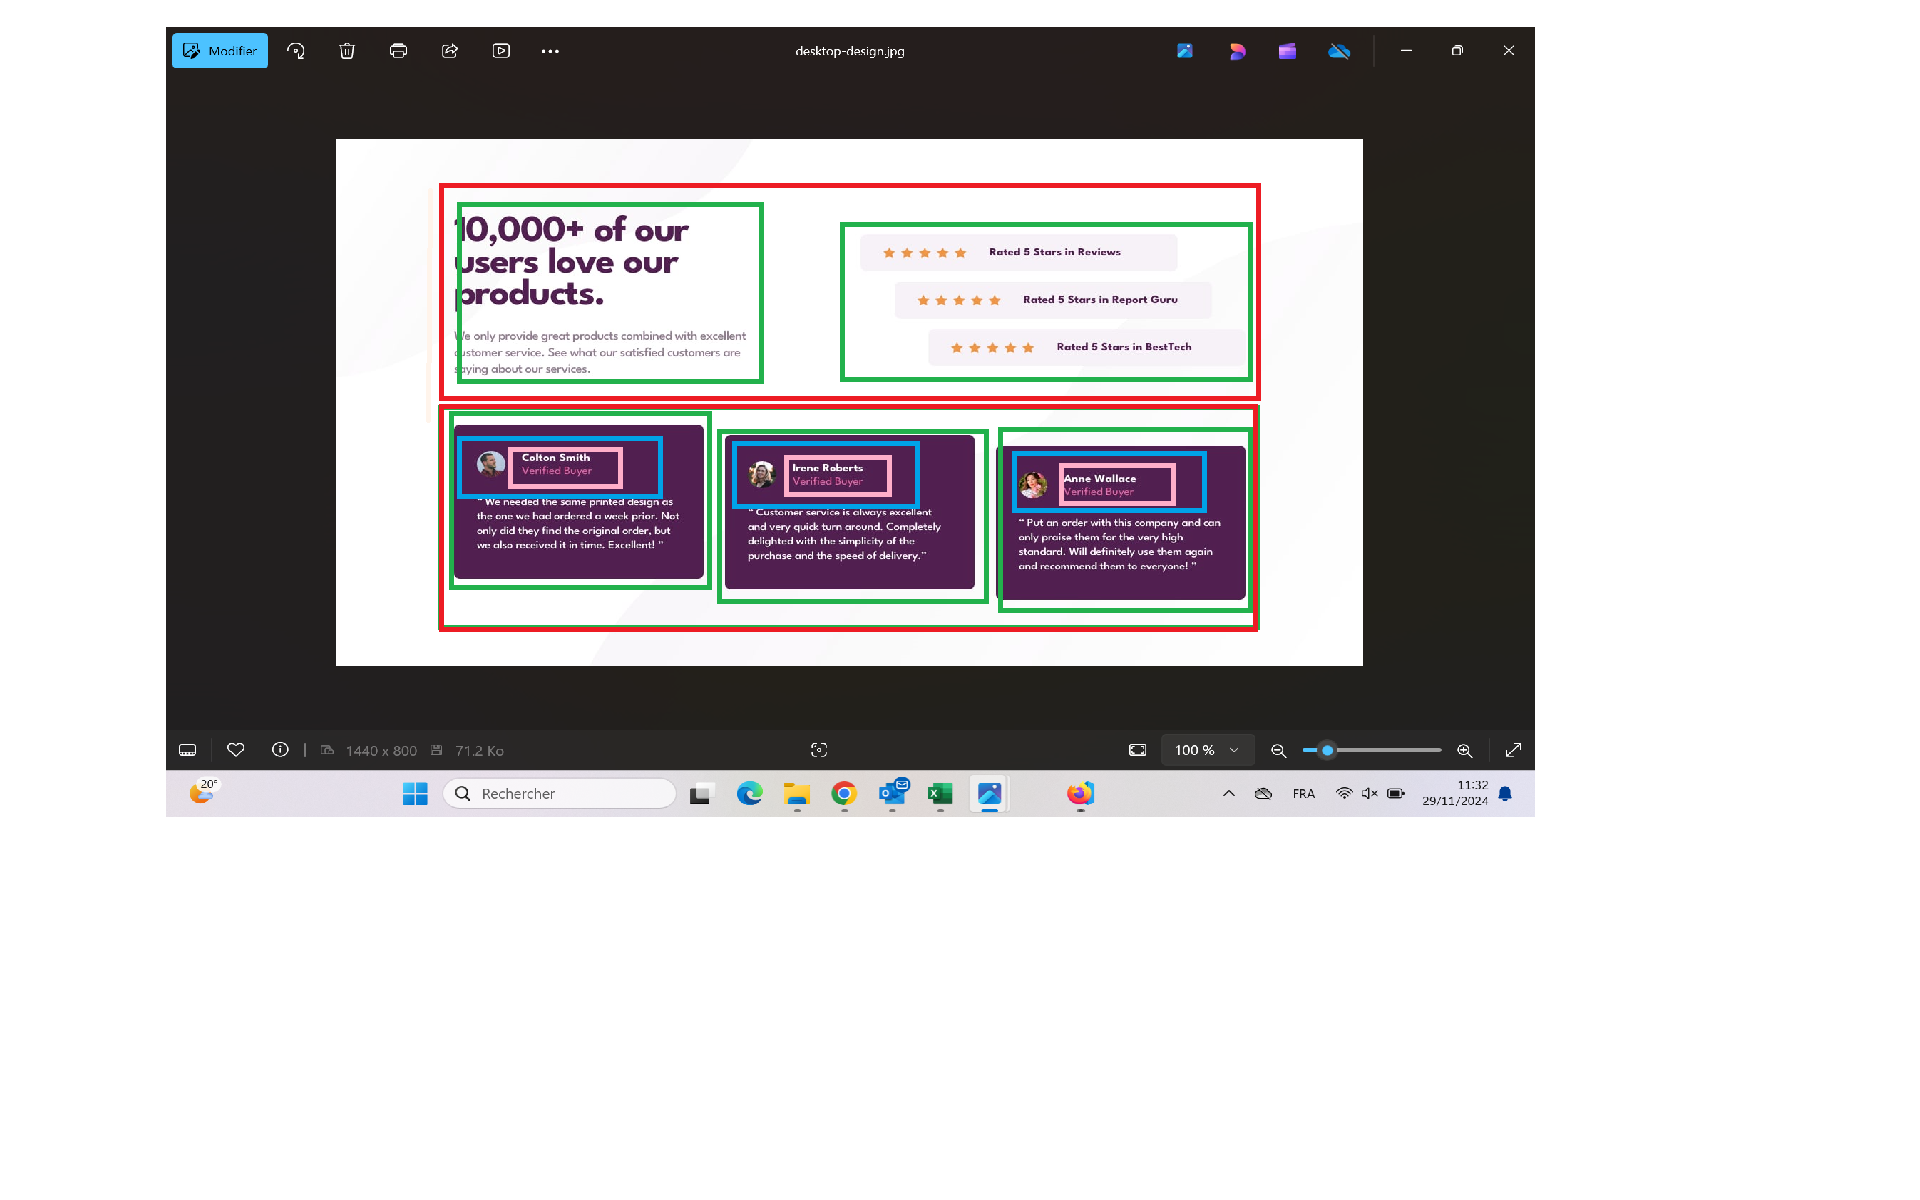 Modifier
desktop-design.jpg
10,000+ of our
users love our
products.
We only provide great products combined with excellent
customer service. See what our satisfied customers are
saying about our services.
Rated 5 Stars in Reviews
Rated 5 Stars in Report Guru
Rated 5 Stars in BestTech
Colton Smith
Verified Buyer
“ We needed the same printed design as
the one we had ordered a week prior. Not
only did they find the original order, but
we also received it in time. Excellent! ”
Irene Roberts
Verified Buyer
“ Customer service is always excellent
and very quick turn around. Completely
delighted with the simplicity of the
purchase and the speed of delivery.”
Anne Wallace
Verified Buyer
“ Put an order with this company and can
only praise them for the very high
standard. Will definitely use them again
and recommend them to everyone! ”
1440 x 800
71.2 Ko
100 %
20°
Rechercher
FRA
11:32
29/11/2024